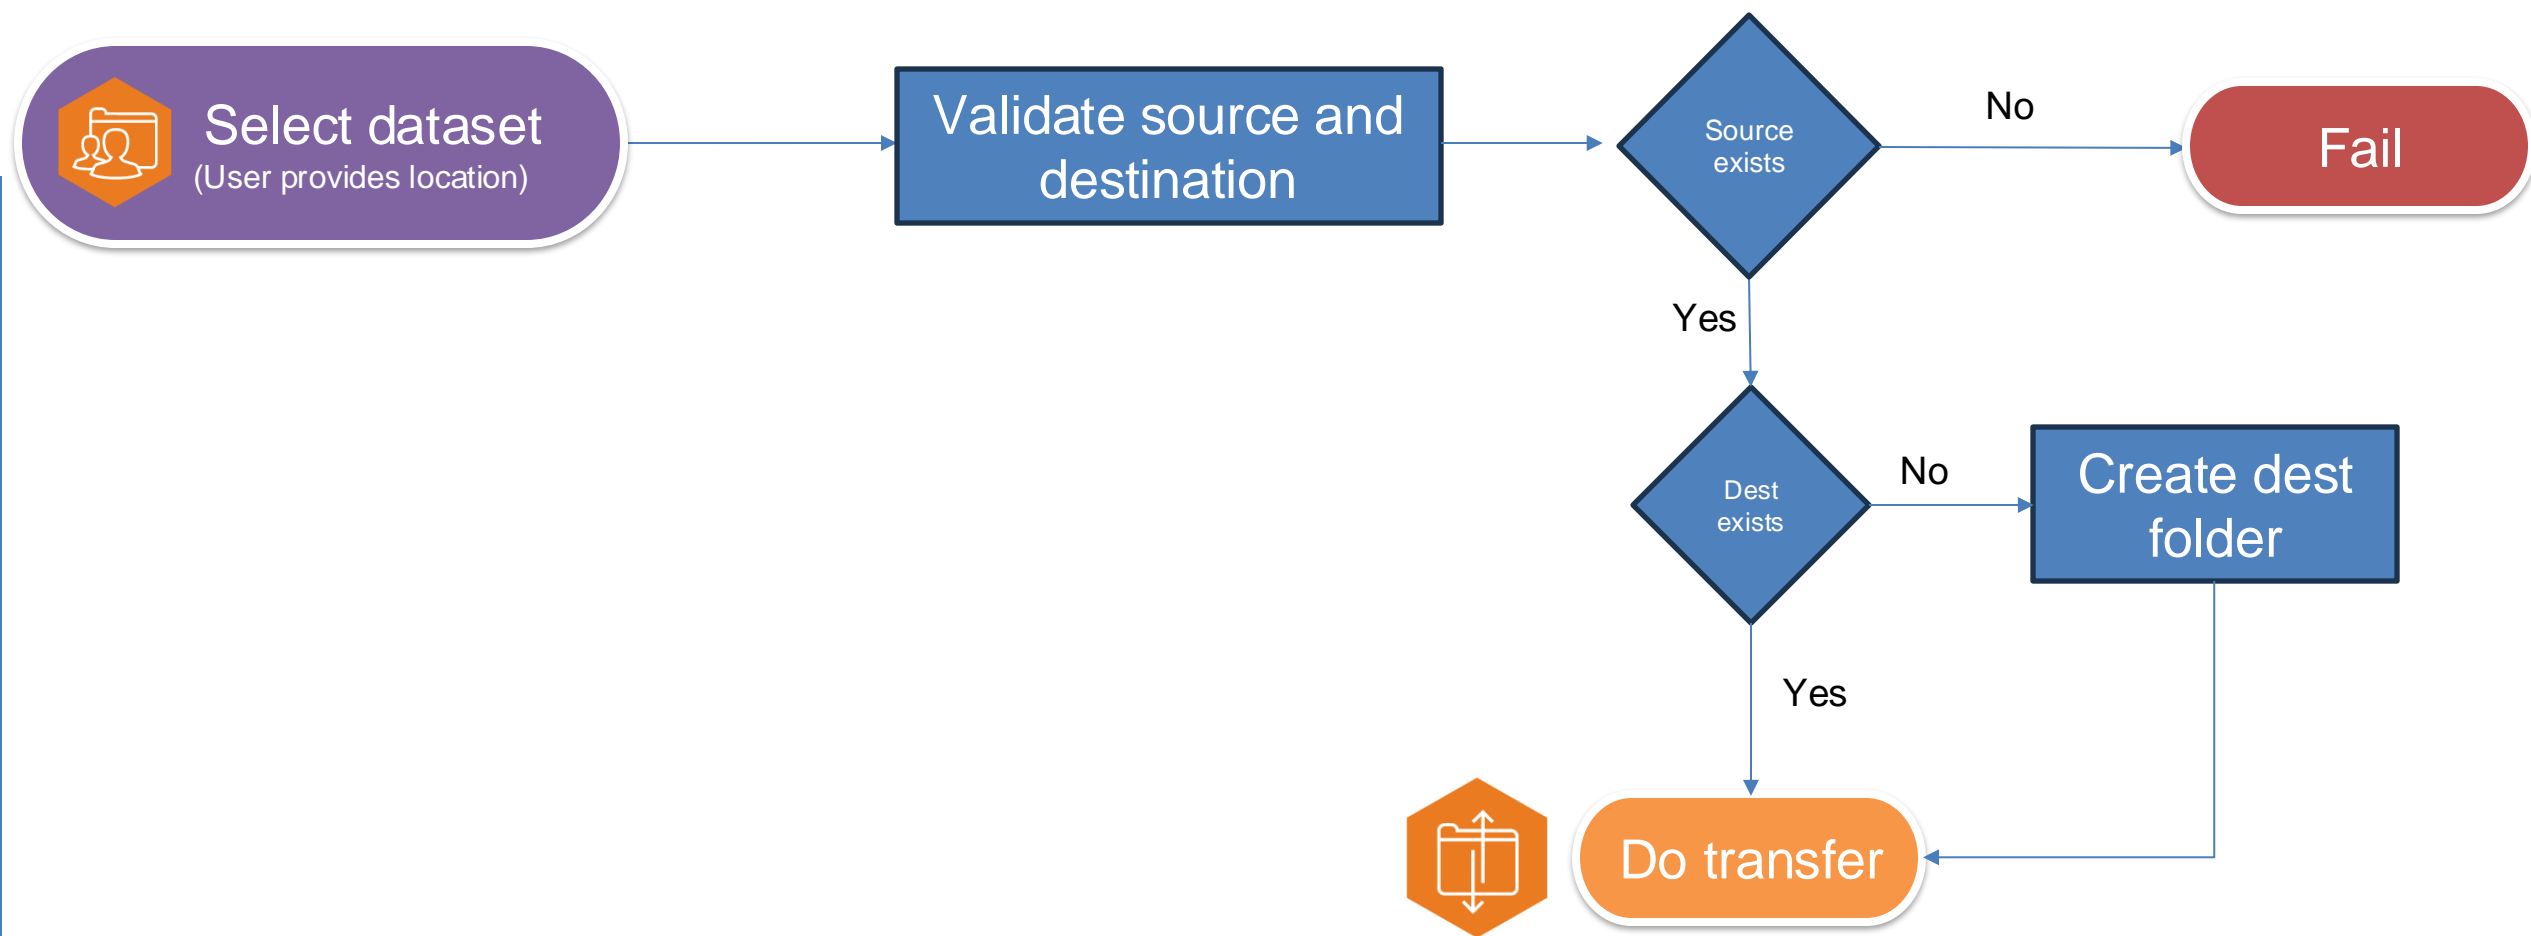 Select dataset
(User provides location)
Validate source and
destination
Source
exists
No
Fail
Yes
Dest
exists
No
Create dest
folder
Yes
Do transfer